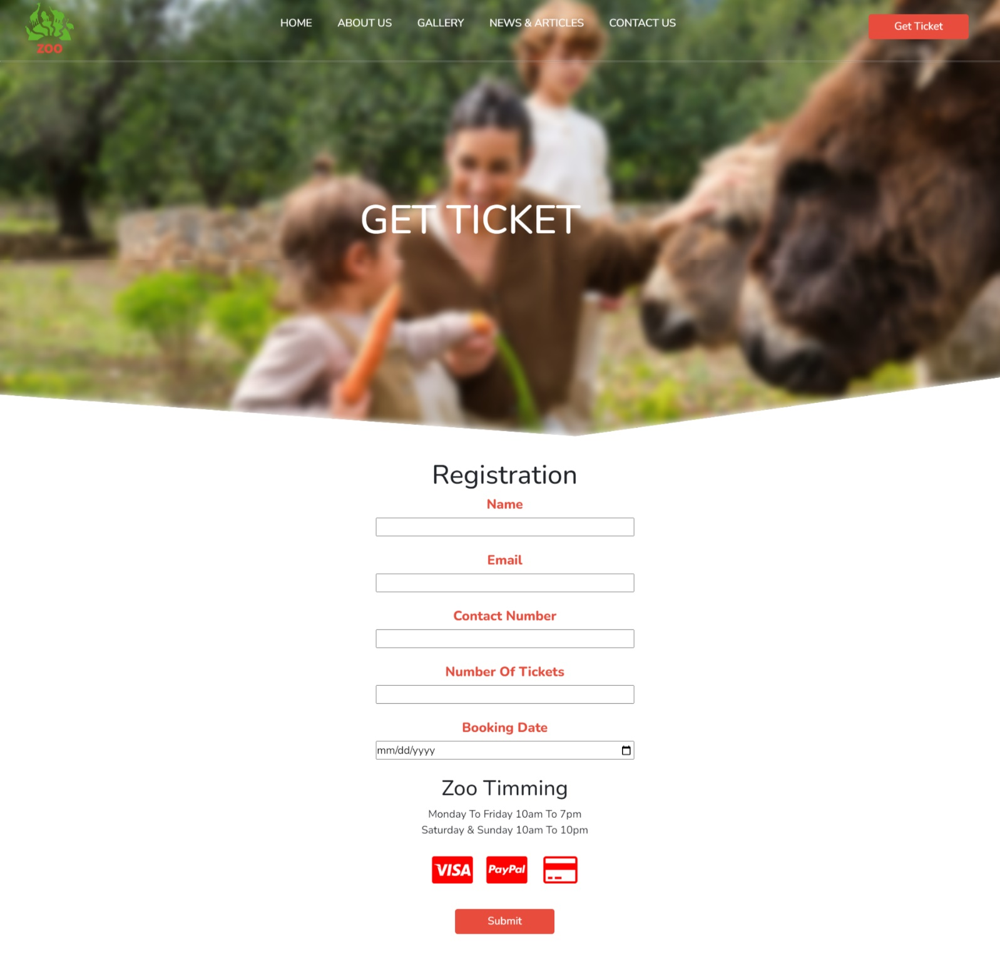 ZOO
HOME ABOUT US GALLERY NEWS & ARTICLES CONTACT US
Get Ticket
GET TICKET
Registration
Name
Email
Contact Number
Number Of Tickets
Booking Date
mm/dd/yyyy
Zoo Timming
Monday To Friday 10am To 7pm
Saturday & Sunday 10am To 10pm
VISA PayPal
Submit